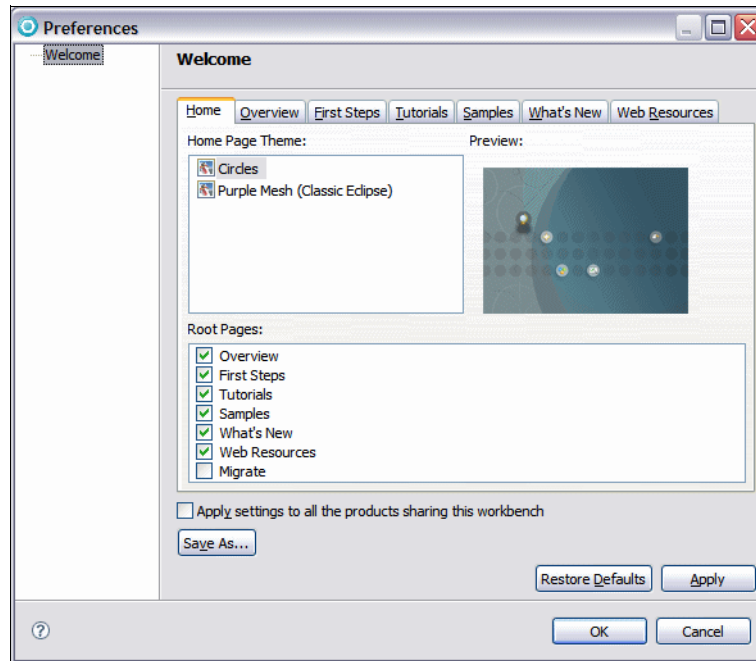 Preferences
Welcome
Welcome
Home Overview First Steps Tutorials Samples What's New Web Resources
Home Page Theme: Preview:
Circles
Purple Mesh (Classic Eclipse)
Root Pages:
Overview
First Steps
Tutorials
Samples
What's New
Web Resources
Migrate
Apply settings to all the products sharing this workbench
Save As...
Restore Defaults Apply
? OK Cancel